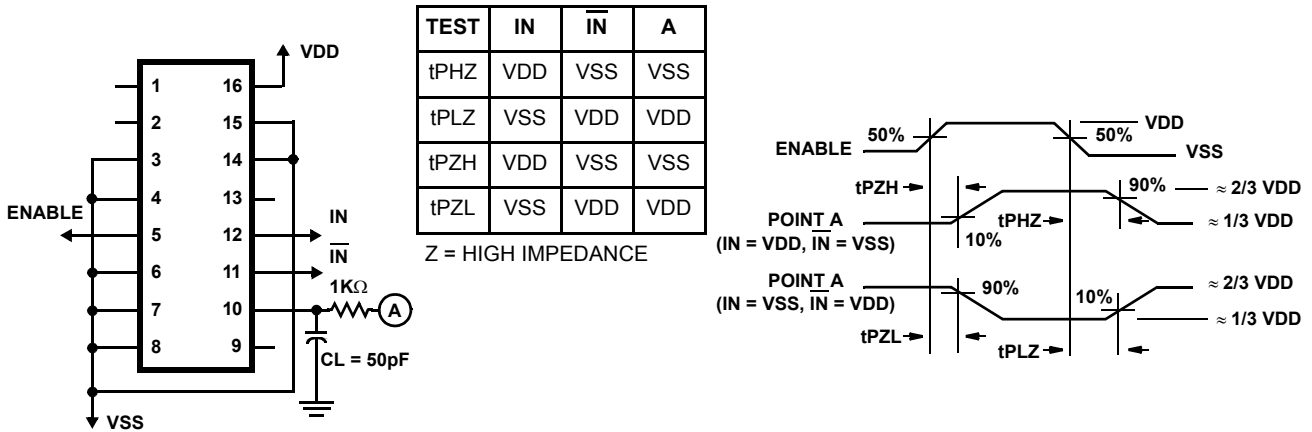 VDD
1 16
2 15
3 14
4 13
5 12
6 11
7 10
8 9
ENABLE
IN
IN
1KΩ
A
CL = 50pF
VSS
TEST IN IN A
tPHZ VDD VSS VSS
tPLZ VSS VDD VDD
tPZH VDD VSS VSS
tPZL VSS VDD VDD
Z = HIGH IMPEDANCE
ENABLE 50% 50% VDD
VSS
tPZH 90% ≈ 2/3 VDD
POINT A tPHZ ≈ 1/3 VDD
(IN = VDD, IN = VSS) 10%
POINT A 90% 10% ≈ 2/3 VDD
(IN = VSS, IN = VDD) ≈ 1/3 VDD
tPZL tPLZ